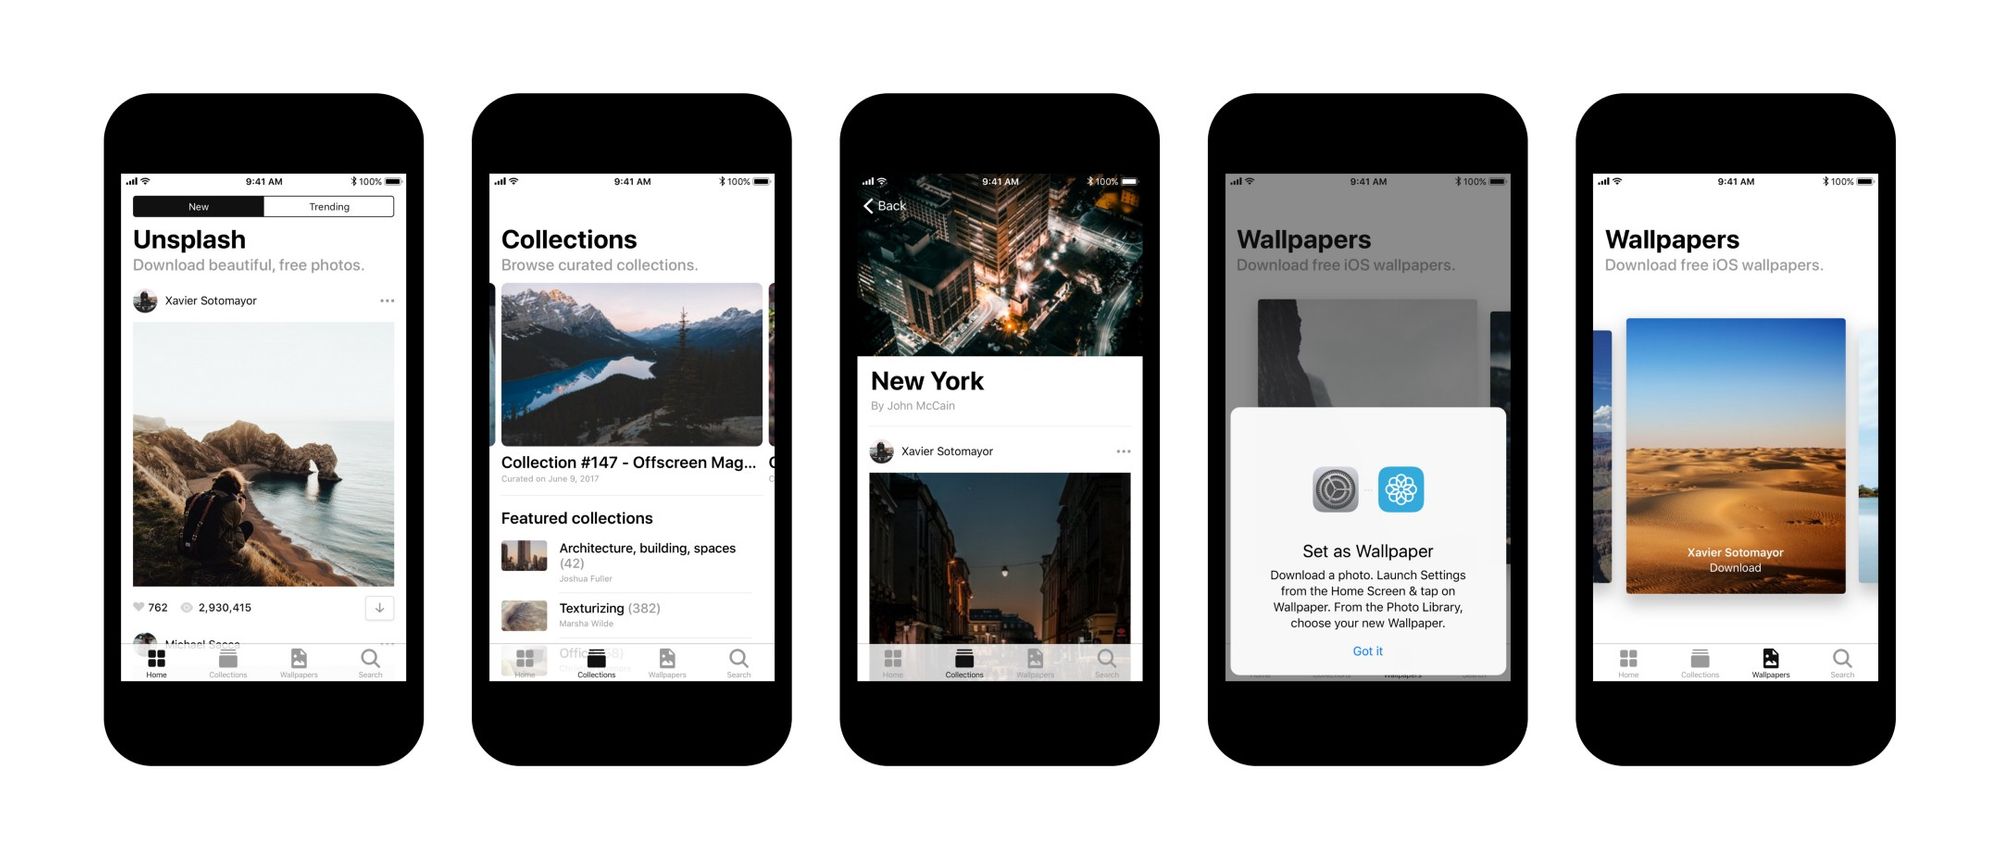 9:41 AM
100%
New
Trending
Unsplash
Download beautiful, free photos.
Xavier Sotomayor
762
2,930,415
Michael Sacca
Home
Collections
Wallpapers
Search
9:41 AM
100%
Collections
Browse curated collections.
Collection #147 - Offscreen Mag...
Curated on June 9, 2017
Featured collections
Architecture, building, spaces
(42)
Joshua Fuller
Texturizing (382)
Marsha Wilde
Home
Collections
Wallpapers
Search
9:41 AM
100%
Back
New York
By John McCain
Xavier Sotomayor
Home
Collections
Wallpapers
Search
9:41 AM
100%
Wallpapers
Download free iOS wallpapers.
Set as Wallpaper
Download a photo. Launch Settings
from the Home Screen & tap on
Wallpaper. From the Photo Library,
choose your new Wallpaper.
Got it
9:41 AM
100%
Wallpapers
Download free iOS wallpapers.
Xavier Sotomayor
Download
Home
Collections
Wallpapers
Search